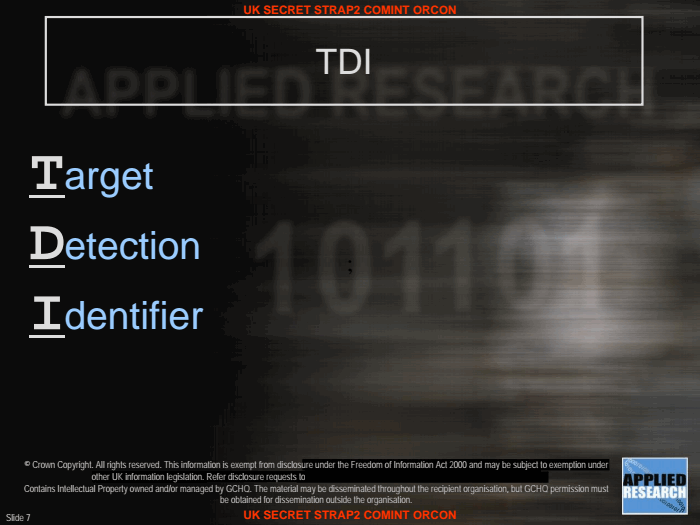 UK SECRET STRAP2 COMINT ORCON
TDI
APPLIED RESEARCH
Target
101101
Detection
Identifier
© Crown Copyright. All rights reserved. This information is exempt from disclosure under the Freedom of Information Act 2000 and may be subject to exemption under
other UK information legislation. Refer disclosure requests to
Contains Intellectual Property owned and/or managed by GCHQ. The material may be disseminated throughout the recipient organisation, but GCHQ permission must
be obtained for dissemination outside the organisation.
APPLIED
RESEARCH
Slide 7
UK SECRET STRAP2 COMINT ORCON